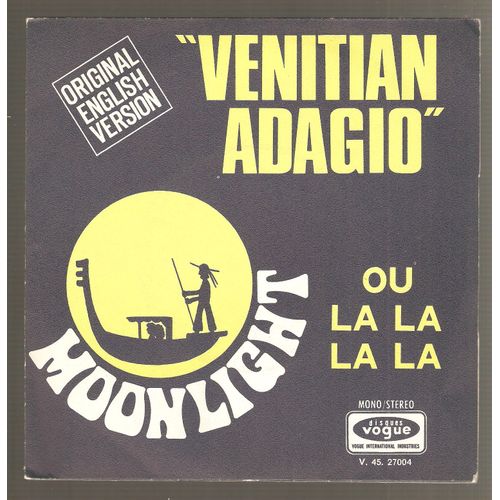 ORIGINAL
ENGLISH
VERSION
"VENITIAN
ADAGIO"
MOONLIGHT
OU
LA LA
LA LA
MONO/STEREO
disques
vogue
VOGUE INTERNATIONAL INDUSTRIES
V. 45. 27004